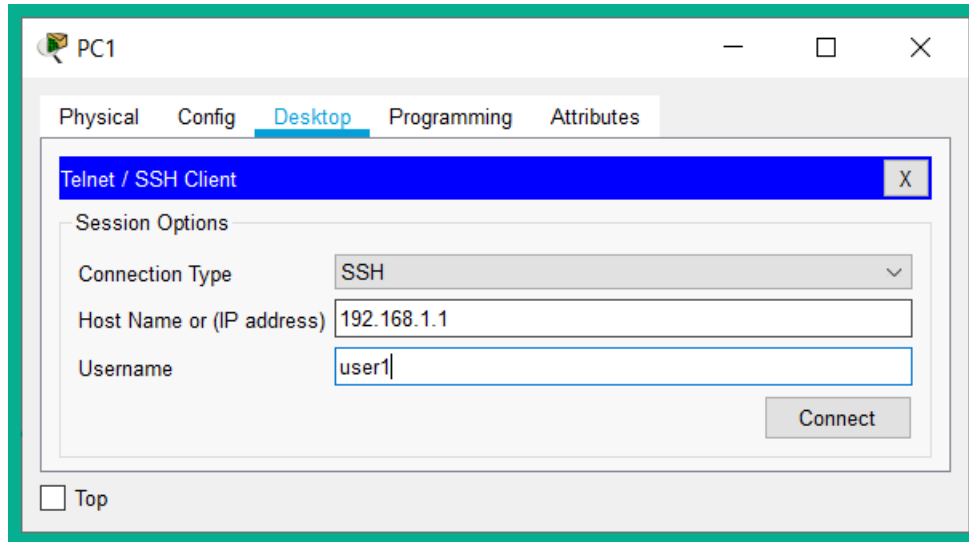 PC1
Physical Config Desktop Programming Attributes
Telnet / SSH Client X
Session Options
Connection Type SSH
Host Name or (IP address) 192.168.1.1
Username user1
Connect
Top